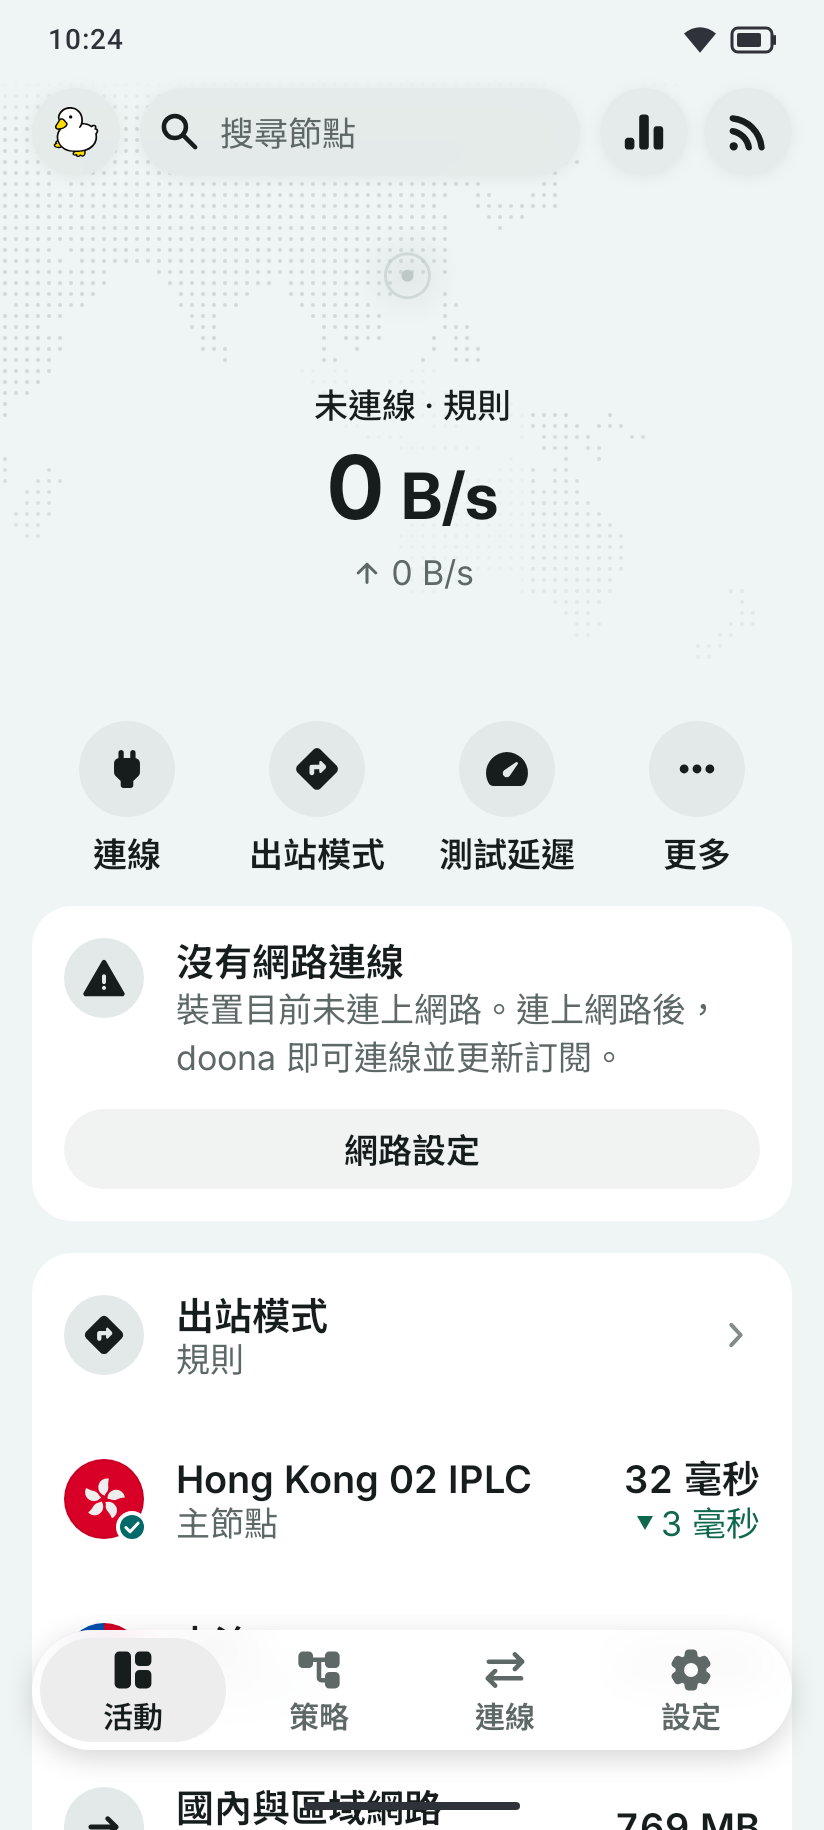 10:24
搜尋節點
未連線 · 規則
0 B/s
↑ 0 B/s
連線
出站模式
測試延遲
更多
沒有網路連線
裝置目前未連上網路。連上網路後，
doona 即可連線並更新訂閱。
網路設定
出站模式
規則
Hong Kong 02 IPLC
32 毫秒
主節點
▼3 毫秒
活動
策略
連線
設定
國內與區域網路
769 MB